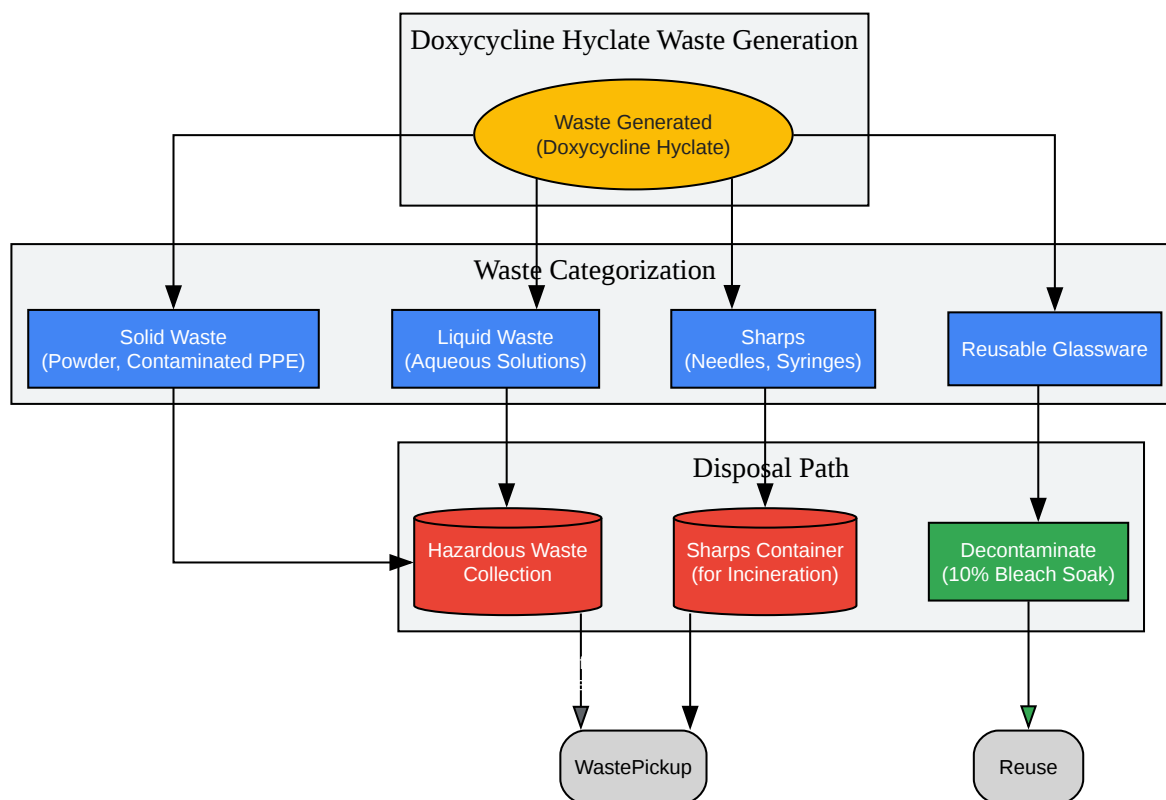 Doxycycline Hyclate Waste Generation
Waste Generated
(Doxycycline Hyclate)
Waste Categorization
Solid Waste
(Powder, Contaminated PPE)
Liquid Waste
(Aqueous Solutions)
Sharps
(Needles, Syringes)
Reusable Glassware
Disposal Path
Hazardous Waste
Collection
Sharps Container
(for Incineration)
Decontaminate
(10% Bleach Soak)
WastePickup
Reuse